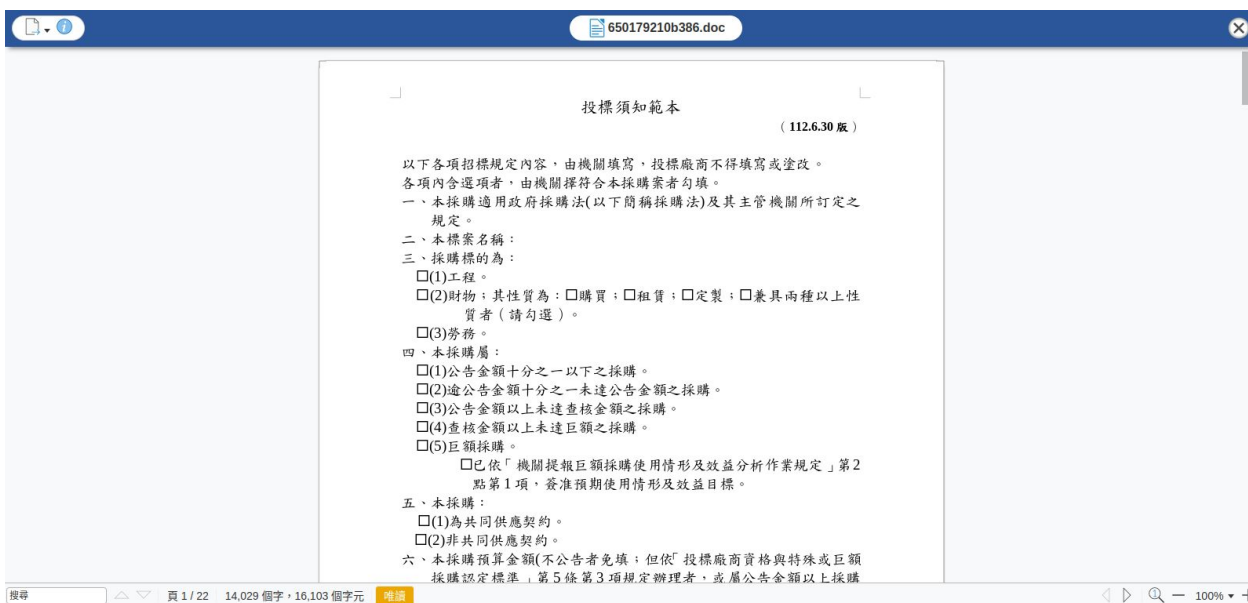 650179210b386.doc
投標須知範本
（112.6.30 版）
以下各項招標規定內容，由機關填寫，投標廠商不得填寫或塗改。
各項內含選項者，由機關擇符合本採購案者勾填。
一、本採購適用政府採購法(以下簡稱採購法)及其主管機關所訂定之
規定。
二、本標案名稱：
三、採購標的為：
□(1)工程。
□(2)財物；其性質為：□購買；□租賃；□定製；□兼具兩種以上性
質者（請勾選）。
□(3)勞務。
四、本採購屬：
□(1)公告金額十分之一以下之採購。
□(2)逾公告金額十分之一未達公告金額之採購。
□(3)公告金額以上未達查核金額之採購。
□(4)查核金額以上未達巨額之採購。
□(5)巨額採購。
□已依「機關提報巨額採購使用情形及效益分析作業規定」第2
點第1項，簽准預期使用情形及效益目標。
五、本採購：
□(1)為共同供應契約。
□(2)非共同供應契約。
六、本採購預算金額(不公告者免填；但依「投標廠商資格與特殊或巨額
採購認定標準」第5條第3項規定辦理者，或屬公告金額以上採購
搜尋
頁 1 / 22
14,029 個字，16,103 個字元
唯讀
100%